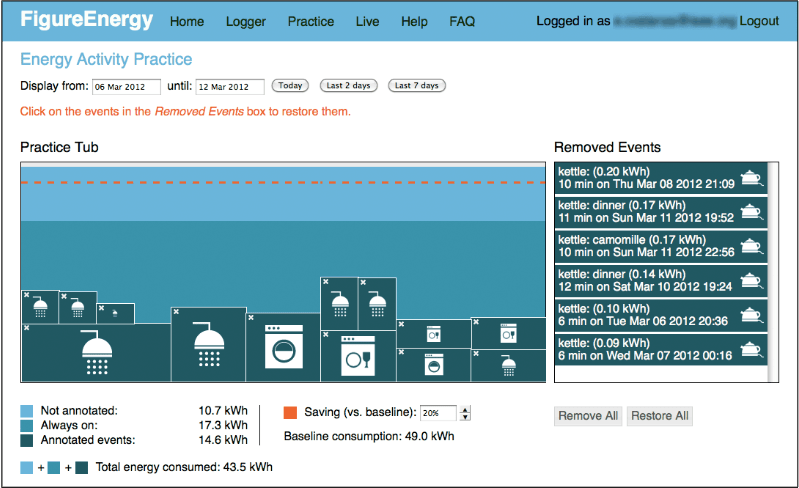 FigureEnergy Home Logger Practice Live Help FAQ Logged in as Logout
Energy Activity Practice
Display from: 06 Mar 2012 until: 12 Mar 2012 Today Last 2 days Last 7 days
Click on the events in the Removed Events box to restore them.
Practice Tub
Removed Events
kettle: (0.20 kWh)
10 min on Thu Mar 08 2012 21:09
kettle: dinner (0.17 kWh)
11 min on Sun Mar 11 2012 19:52
kettle: camomille (0.17 kWh)
10 min on Sun Mar 11 2012 22:56
kettle: dinner (0.14 kWh)
12 min on Sat Mar 10 2012 19:24
kettle: (0.10 kWh)
6 min on Tue Mar 06 2012 20:36
kettle: (0.09 kWh)
6 min on Wed Mar 07 2012 00:16
Not annotated: 10.7 kWh
Always on: 17.3 kWh
Annotated events: 14.6 kWh
+ + Total energy consumed: 43.5 kWh
Saving (vs. baseline): 20%
Baseline consumption: 49.0 kWh
Remove All Restore All